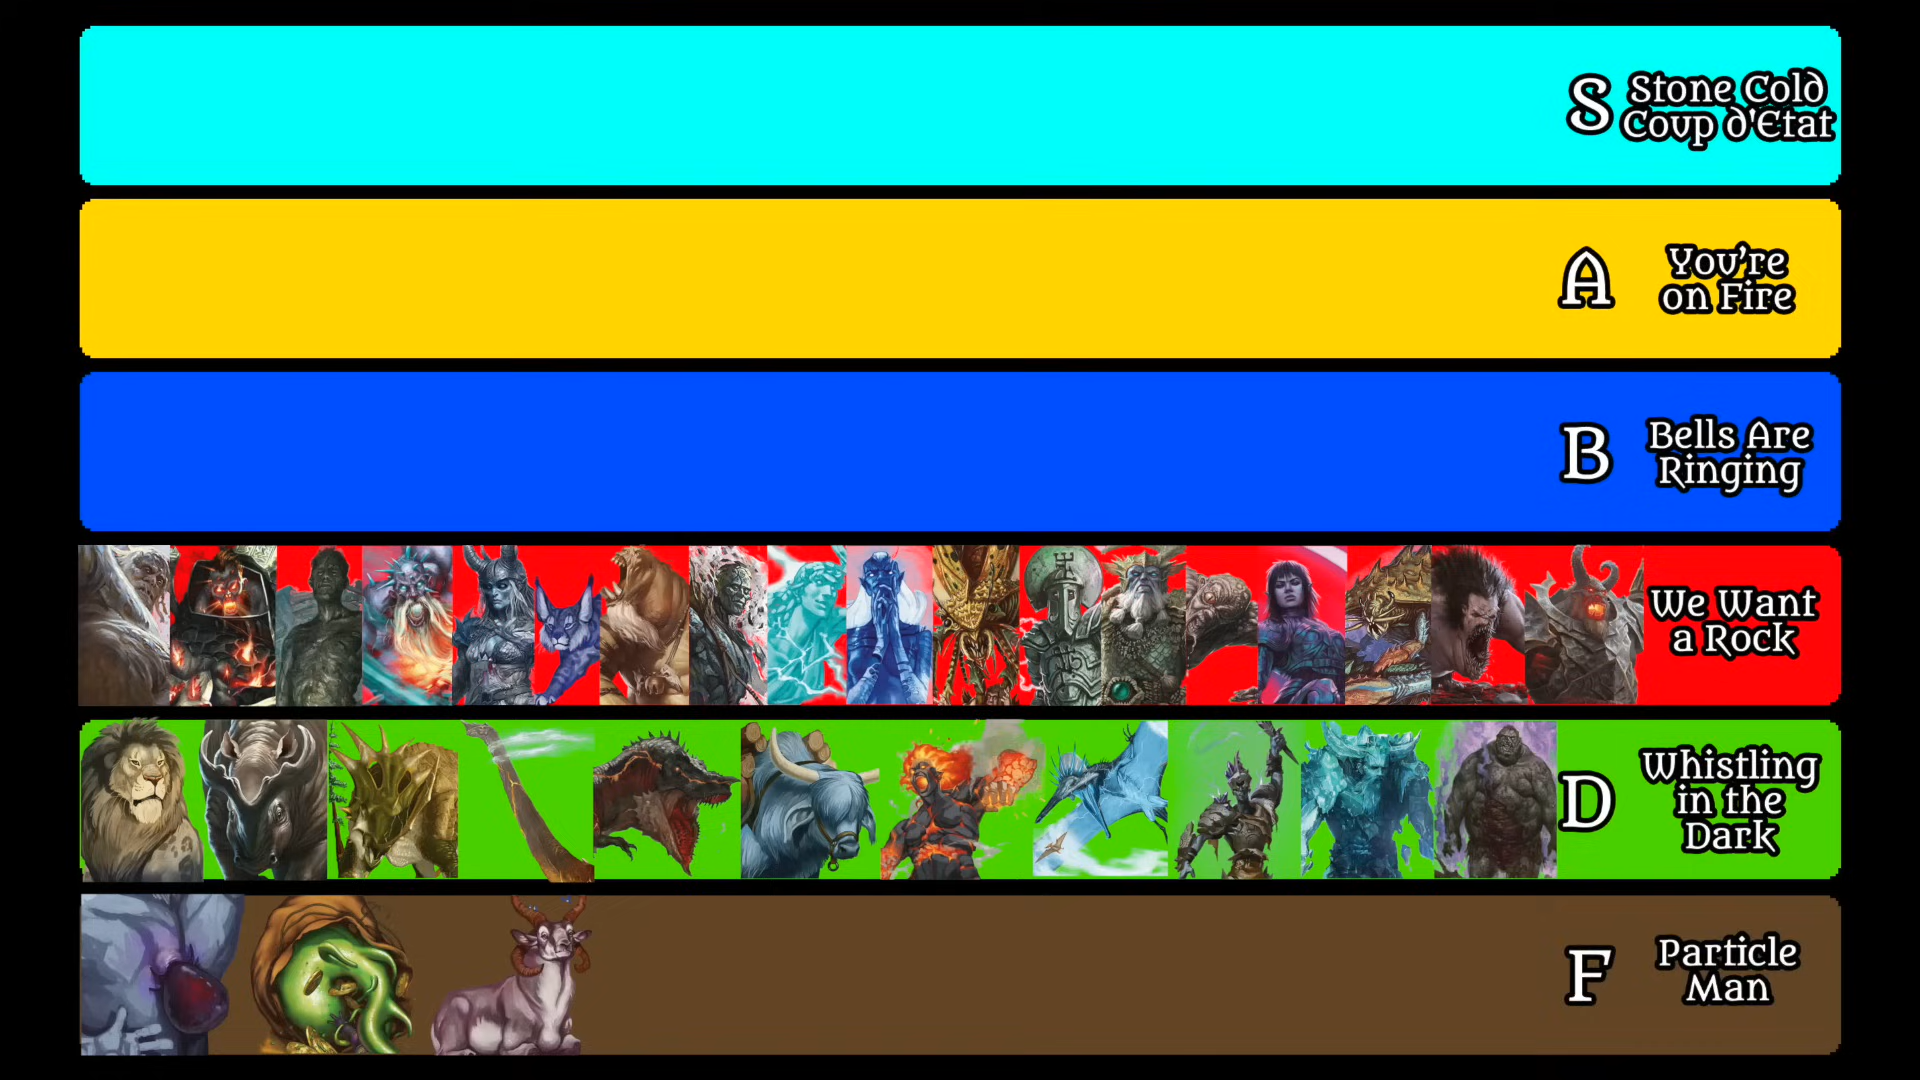 S Stone Cold
Coup d'Etat
A You're
on Fire
B Bells Are
Ringing
We Want
a Rock
D Whistling
in the
Dark
F Particle
Man